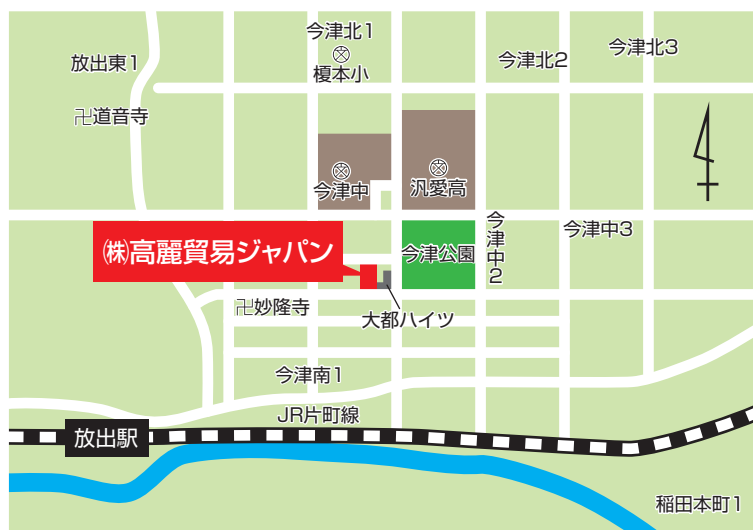 今津北1
榎本小
今津北2
今津北3
放出東1
卍道音寺
今津中
汎愛高
今津中2
今津中3
㈱高麗貿易ジャパン
今津公園
卍妙隆寺
大都ハイツ
今津南1
JR片町線
放出駅
稲田本町1